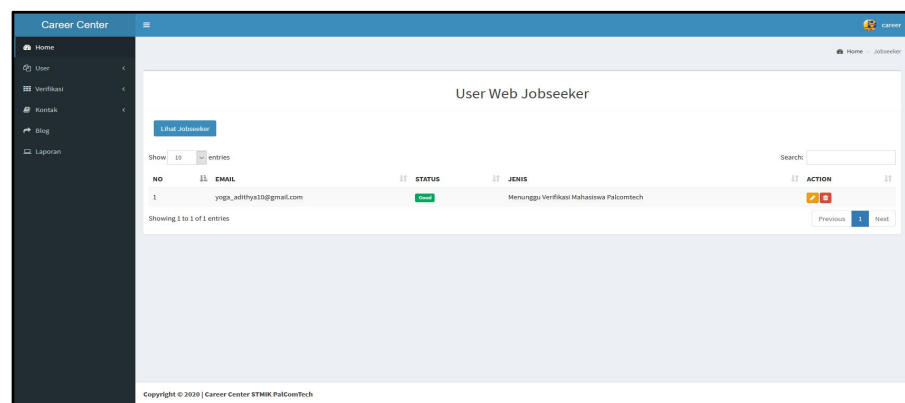 Career Center
career
Home
Home
Jobseeker
User
Verifikasi
Kontak
Blog
Laporan
User Web Jobseeker
Lihat Jobseeker
Show 10 entries
Search:
NO EMAIL STATUS JENIS ACTION
1 yoga_adithya10@gmail.com Good Menunggu Verifikasi Mahasiswa Palcomtech
Showing 1 to 1 of 1 entries
Previous 1 Next
Copyright © 2020 | Career Center STMIK PalComTech